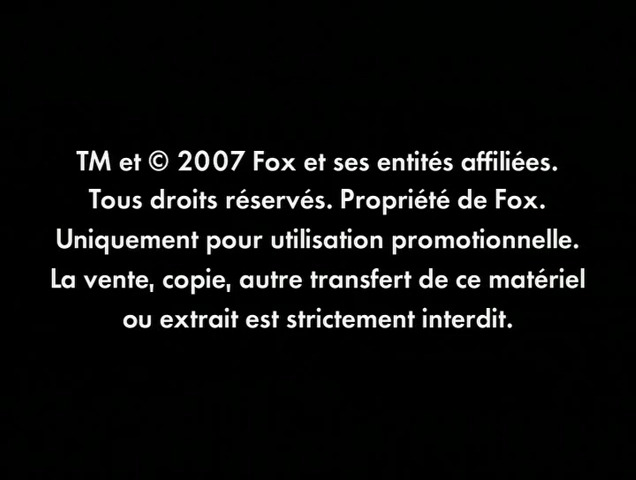 TM et © 2007 Fox et ses entités affiliées.
Tous droits réservés. Propriété de Fox.
Uniquement pour utilisation promotionnelle.
La vente, copie, autre transfert de ce matériel
ou extrait est strictement interdit.